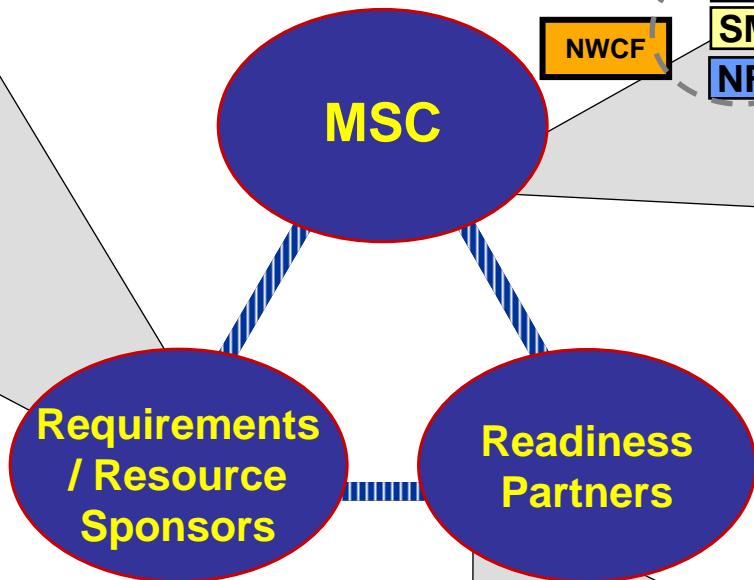 NWCF
MSC
Requirements
/ Resource
Sponsors
Readiness
Partners